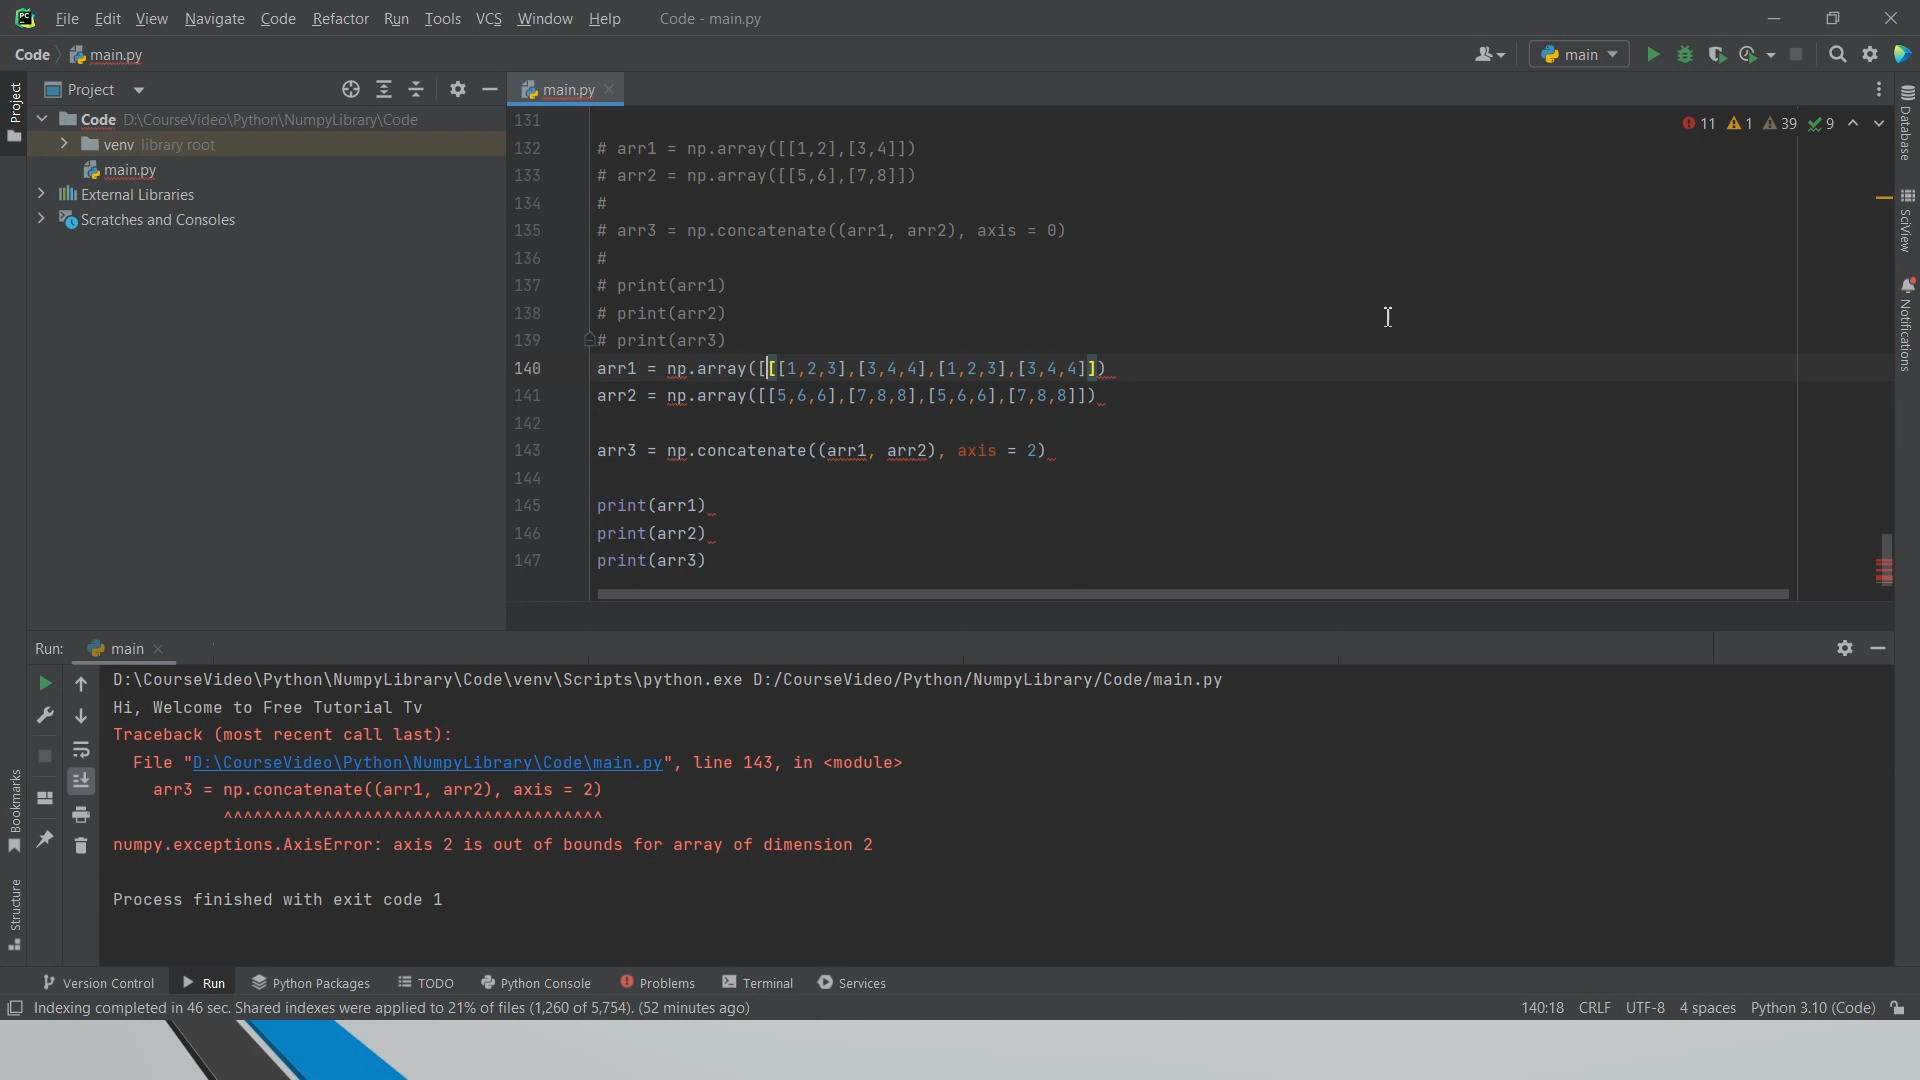 PC File Edit View Navigate Code Refactor Run Tools VCS Window Help Code - main.py
Code main.py main
Project
Code D:\CourseVideo\Python\NumpyLibrary\Code
venv library root
main.py
External Libraries
Scratches and Consoles
Project
Bookmarks
Structure
main.py
11 1 39 9
131
132 # arr1 = np.array([[1,2],[3,4]])
133 # arr2 = np.array([[5,6],[7,8]])
134 #
135 # arr3 = np.concatenate((arr1, arr2), axis = 0)
136 #
137 # print(arr1)
138 # print(arr2)
139 # print(arr3)
140 arr1 = np.array([[[1,2,3],[3,4,4],[1,2,3],[3,4,4]])
141 arr2 = np.array([[5,6,6],[7,8,8],[5,6,6],[7,8,8]])
142
143 arr3 = np.concatenate((arr1, arr2), axis = 2)
144
145 print(arr1)
146 print(arr2)
147 print(arr3)
Database
SciView
Notifications
Run: main
D:\CourseVideo\Python\NumpyLibrary\Code\venv\Scripts\python.exe D:/CourseVideo/Python/NumpyLibrary/Code/main.py
Hi, Welcome to Free Tutorial Tv
Traceback (most recent call last):
File "D:\CourseVideo\Python\NumpyLibrary\Code\main.py", line 143, in <module>
arr3 = np.concatenate((arr1, arr2), axis = 2)
^^^^^^^^^^^^^^^^^^^^^^^^^^^^^^^^^^^^^^
numpy.exceptions.AxisError: axis 2 is out of bounds for array of dimension 2
Process finished with exit code 1
Version Control Run Python Packages TODO Python Console Problems Terminal Services
Indexing completed in 46 sec. Shared indexes were applied to 21% of files (1,260 of 5,754). (52 minutes ago) 140:18 CRLF UTF-8 4 spaces Python 3.10 (Code)